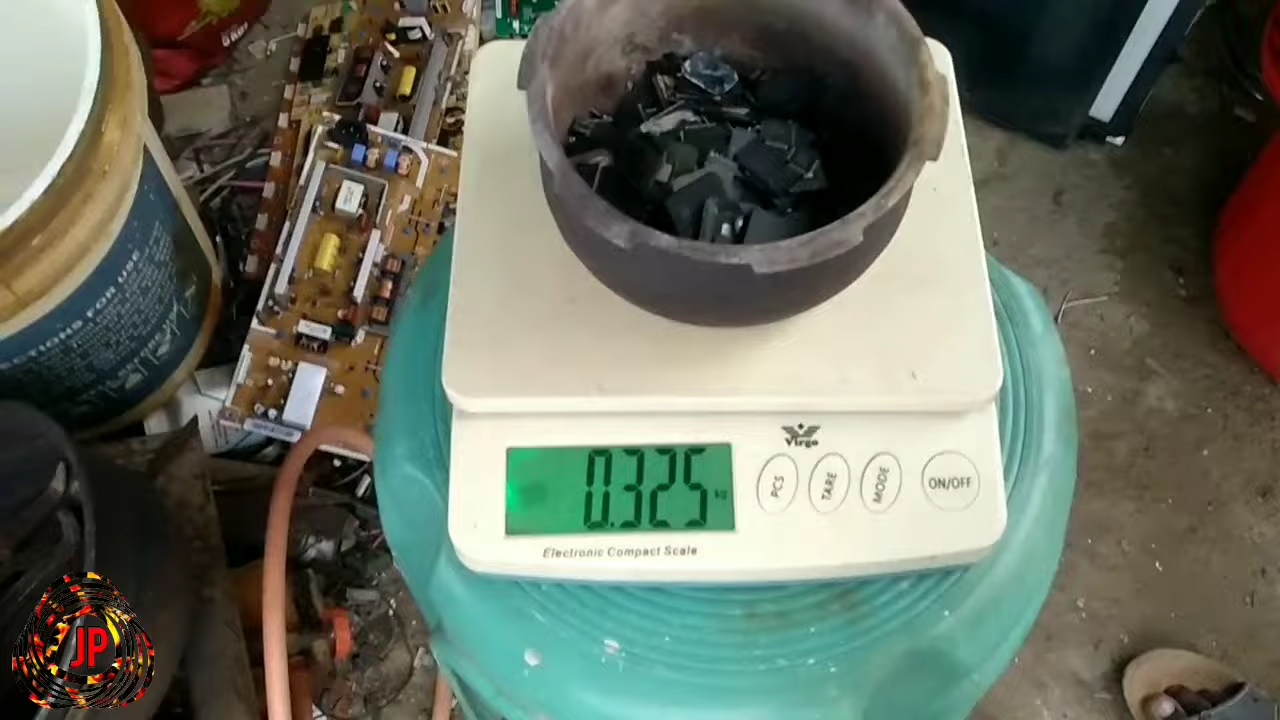 CTIONS FOR USE
Virgo
0.325 kg
PCS
TARE
MODE
ON/OFF
Electronic Compact Scale
JP